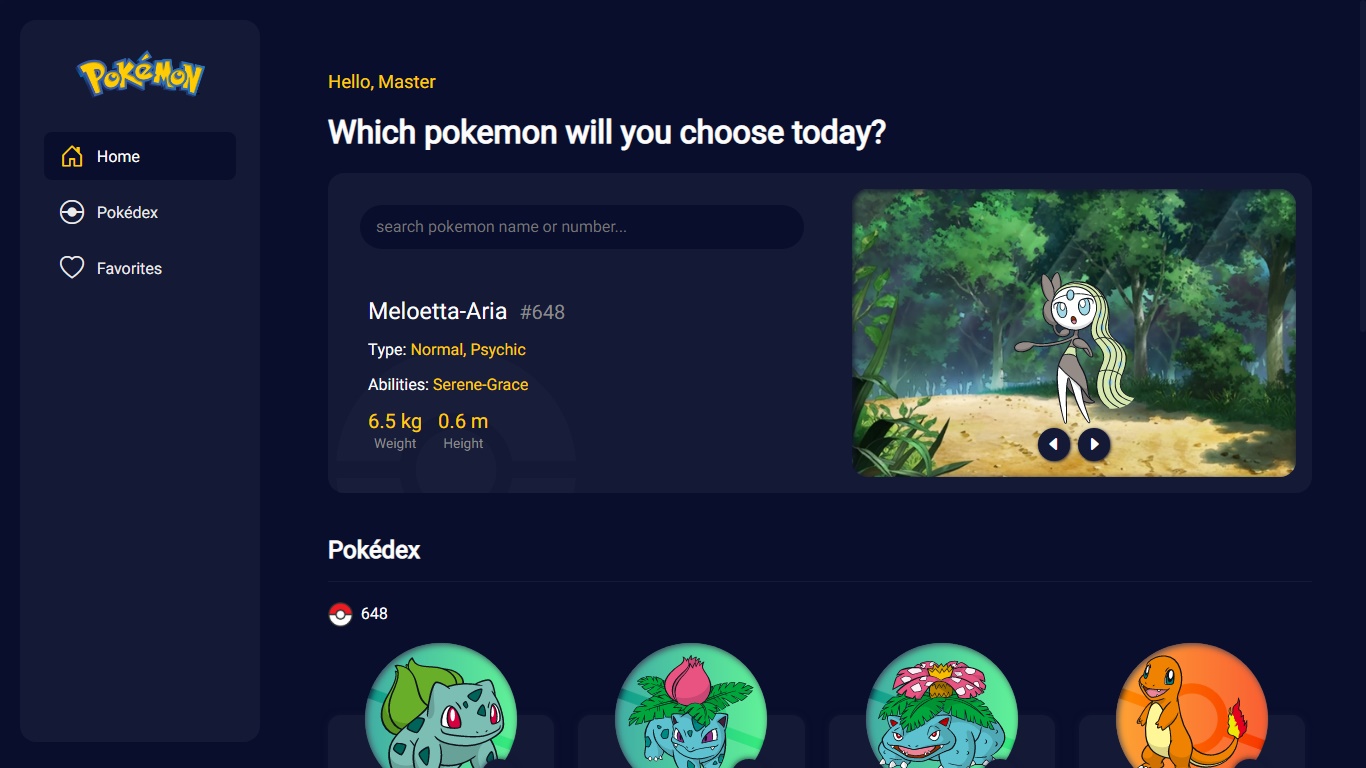 POKéMON
Home
Pokédex
Favorites
Hello, Master
Which pokemon will you choose today?
search pokemon name or number...
Meloetta-Aria #648
Type: Normal, Psychic
Abilities: Serene-Grace
6.5 kg 0.6 m
Weight Height
Pokédex
648